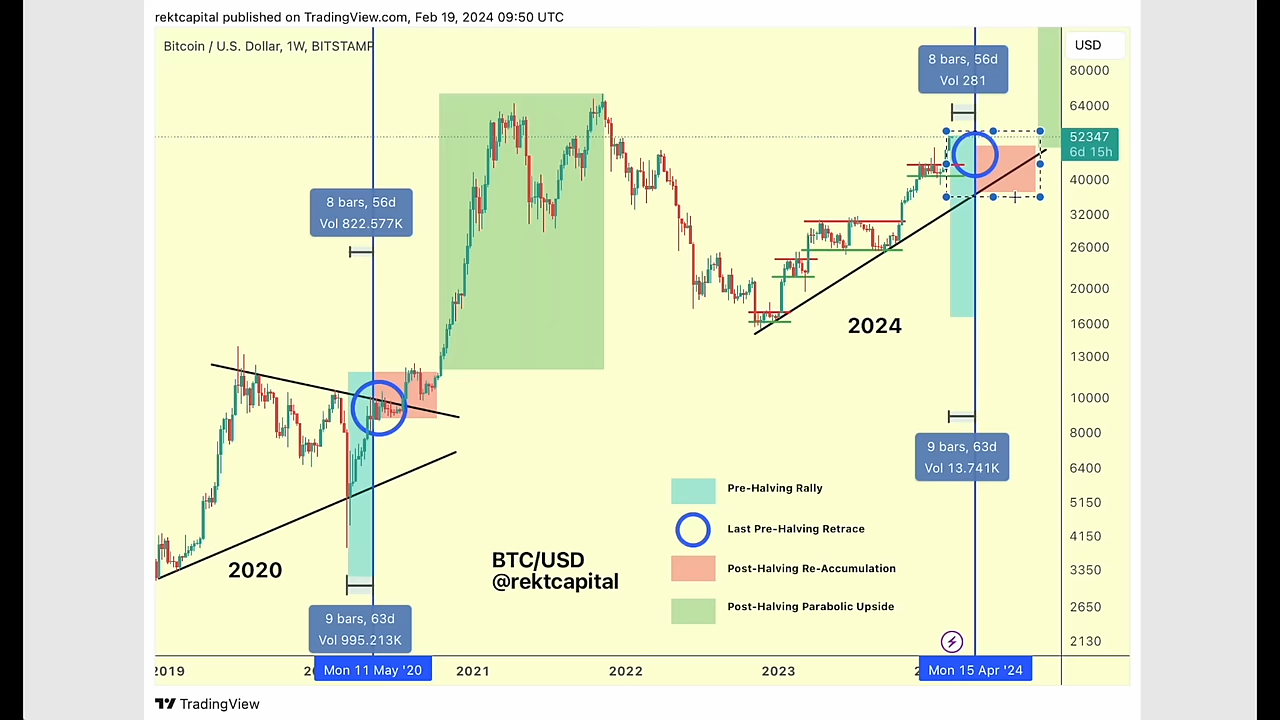 rektcapital published on TradingView.com, Feb 19, 2024 09:50 UTC
Bitcoin / U.S. Dollar, 1W, BITSTAMP
USD
8 bars, 56d
Vol 281
80000
64000
52347
6d 15h
40000
32000
26000
20000
16000
13000
10000
8000
6400
5150
4150
3350
2650
2130
8 bars, 56d
Vol 822.577K
2024
9 bars, 63d
Vol 13.741K
Pre-Halving Rally
Last Pre-Halving Retrace
Post-Halving Re-Accumulation
Post-Halving Parabolic Upside
2020
BTC/USD
@rektcapital
9 bars, 63d
Vol 995.213K
2019
Mon 11 May '20
2021
2022
2023
Mon 15 Apr '24
TradingView